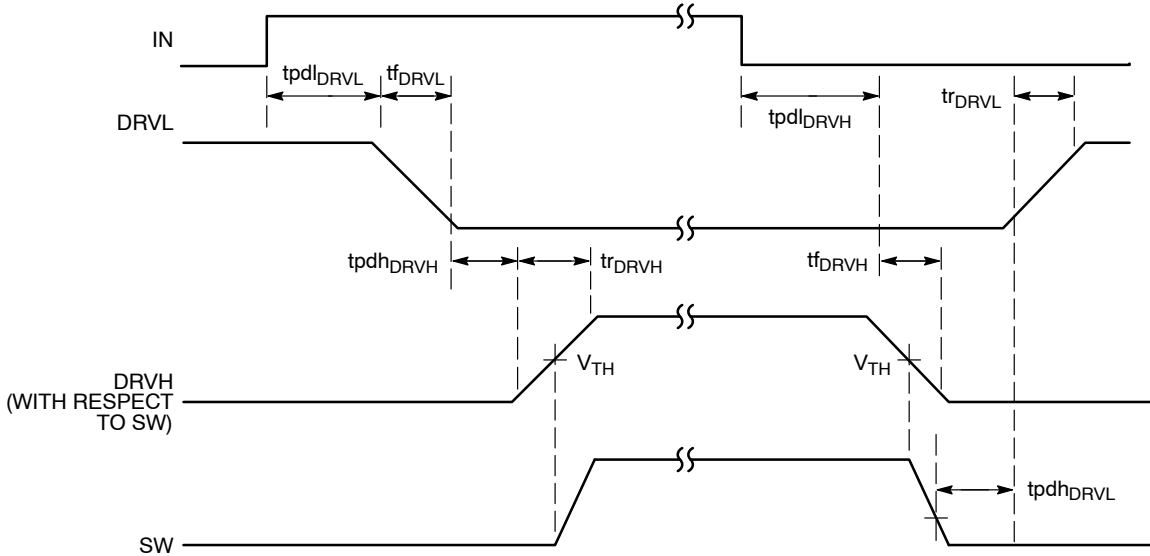 IN
tpdlDRVL
tfDRVL
tpdlDRVH
trDRVL
DRVL
tpdhDRVH
trDRVH
tfDRVH
VTH
VTH
DRVH
(WITH RESPECT
TO SW)
tpdhDRVL
SW